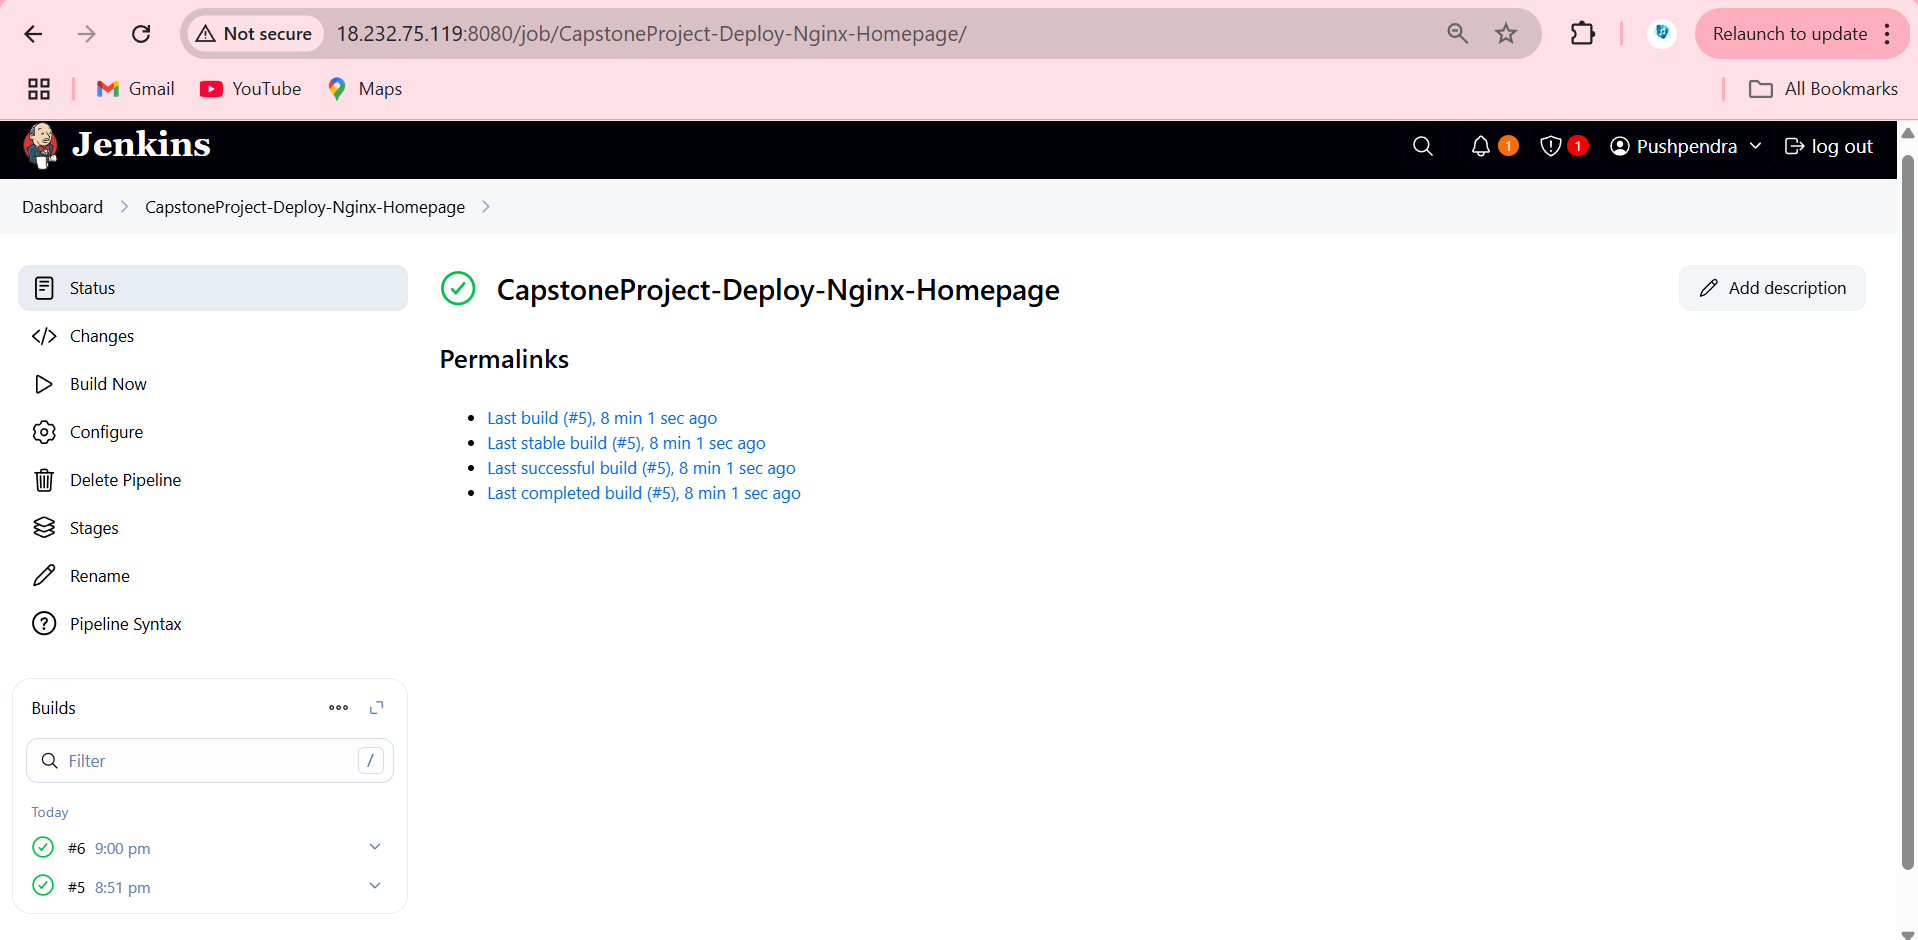 Not secure 18.232.75.119:8080/job/CapstoneProject-Deploy-Nginx-Homepage/ Relaunch to update
Gmail YouTube Maps All Bookmarks
Jenkins 1 1 Pushpendra log out
Dashboard CapstoneProject-Deploy-Nginx-Homepage
Status
Changes
Build Now
Configure
Delete Pipeline
Stages
Rename
Pipeline Syntax
CapstoneProject-Deploy-Nginx-Homepage Add description
Permalinks
Last build (#5), 8 min 1 sec ago
Last stable build (#5), 8 min 1 sec ago
Last successful build (#5), 8 min 1 sec ago
Last completed build (#5), 8 min 1 sec ago
Builds
Filter /
Today
#6 9:00 pm
#5 8:51 pm